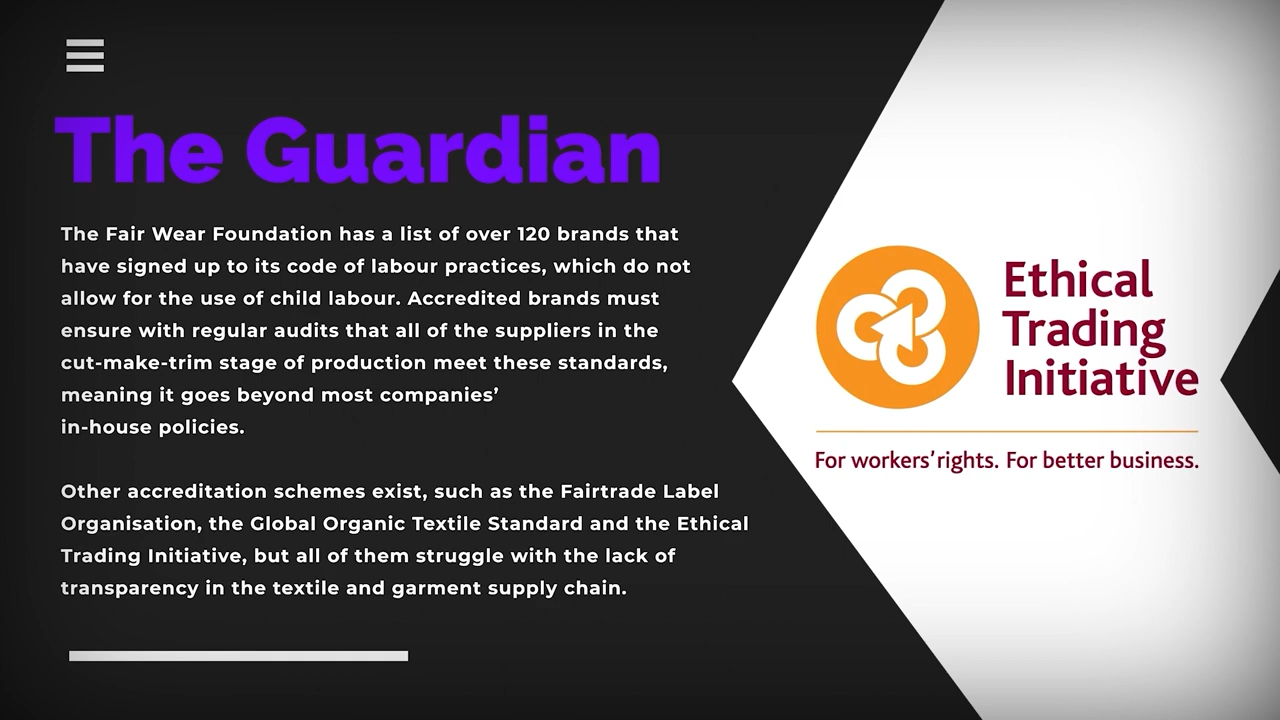 The Guardian
The Fair Wear Foundation has a list of over 120 brands that
have signed up to its code of labour practices, which do not
allow for the use of child labour. Accredited brands must
ensure with regular audits that all of the suppliers in the
cut-make-trim stage of production meet these standards,
meaning it goes beyond most companies’
in-house policies.
Other accreditation schemes exist, such as the Fairtrade Label
Organisation, the Global Organic Textile Standard and the Ethical
Trading Initiative, but all of them struggle with the lack of
transparency in the textile and garment supply chain.
Ethical
Trading
Initiative
For workers’ rights. For better business.